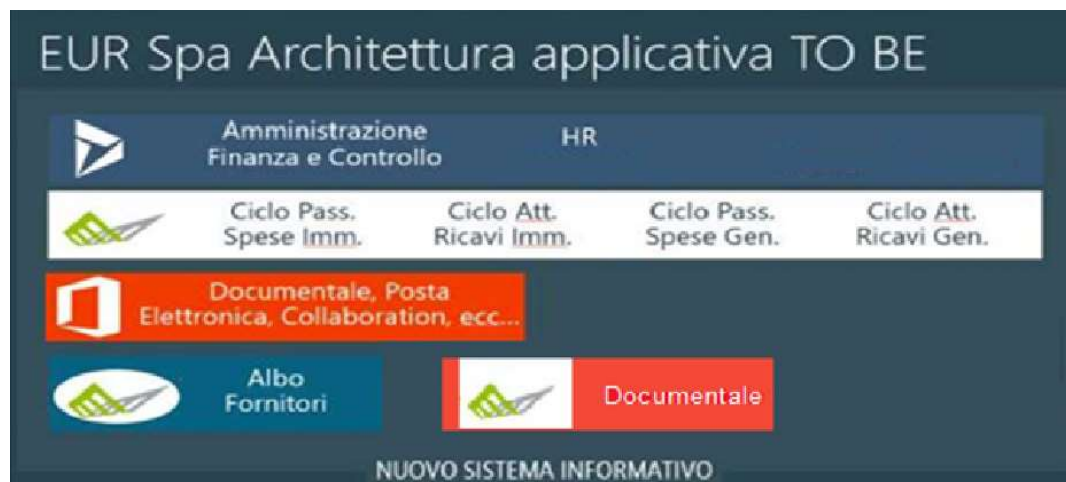 EUR Spa Architettura applicativa TO BE
Amministrazione
Finanza e Controllo
HR
Ciclo Pass.
Spese Imm.
Ciclo Att.
Ricavi Imm.
Ciclo Pass.
Spese Gen.
Ciclo Att.
Ricavi Gen.
Documentale, Posta
Elettronica, Collaboration, ecc...
Albo
Fornitori
Documentale
NUOVO SISTEMA INFORMATIVO